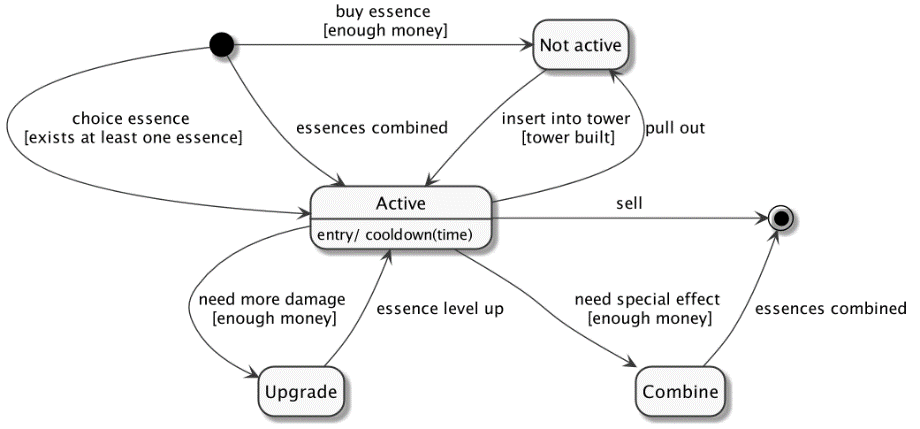 buy essence
[enough money]
Not active
choice essence
[exists at least one essence]
essences combined
insert into tower
[tower built]
pull out
Active
entry/ cooldown(time)
sell
need more damage
[enough money]
essence level up
need special effect
[enough money]
essences combined
Upgrade
Combine